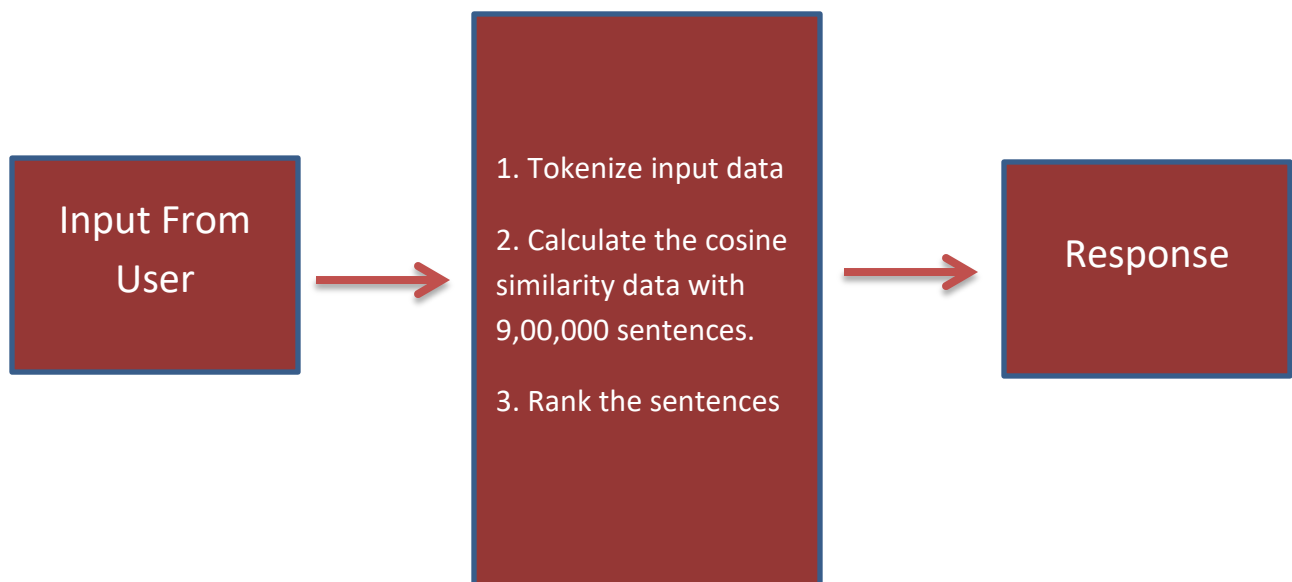 Input From
User
1. Tokenize input data
2. Calculate the cosine
similarity data with
9,00,000 sentences.
3. Rank the sentences
Response